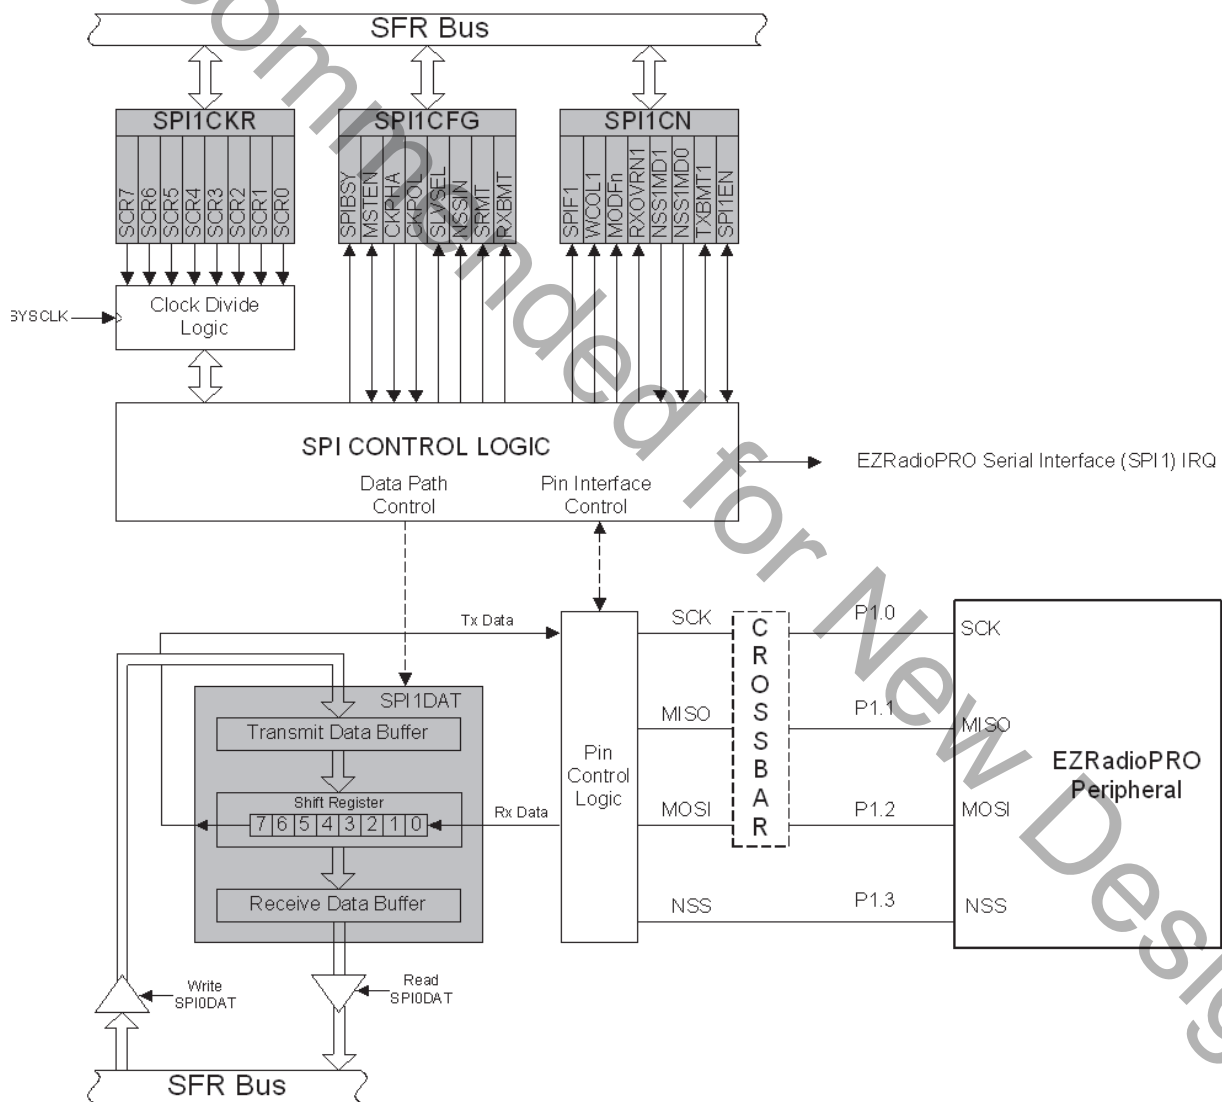 SFR Bus
SPI1CKR
SCR7
SCR6
SCR5
SCR4
SCR3
SCR2
SCR1
SCR0
SPI1CFG
SPIBSY
MSTEN
CKPHA
CKPOL
SLVSEL
NSSIN
SRMT
RXBMT
SPI1CN
SPIF1
WCOL1
MODFn
RXOVRN1
NSS1MD1
NSS1MD0
TXBMT1
SPI1EN
SYSCLK
Clock Divide
Logic
SPI CONTROL LOGIC
Data Path
Control
Pin Interface
Control
EZRadioPRO Serial Interface (SPI1) IRQ
Tx Data
SPI1DAT
Transmit Data Buffer
Shift Register
7 6 5 4 3 2 1 0
Rx Data
Receive Data Buffer
Pin
Control
Logic
SCK
MISO
MOSI
NSS
CROSSBAR
P1.0
P1.1
P1.2
P1.3
SCK
MISO
MOSI
NSS
EZRadioPRO
Peripheral
Write
SPI0DAT
Read
SPI0DAT
SFR Bus
ommended for New Desig